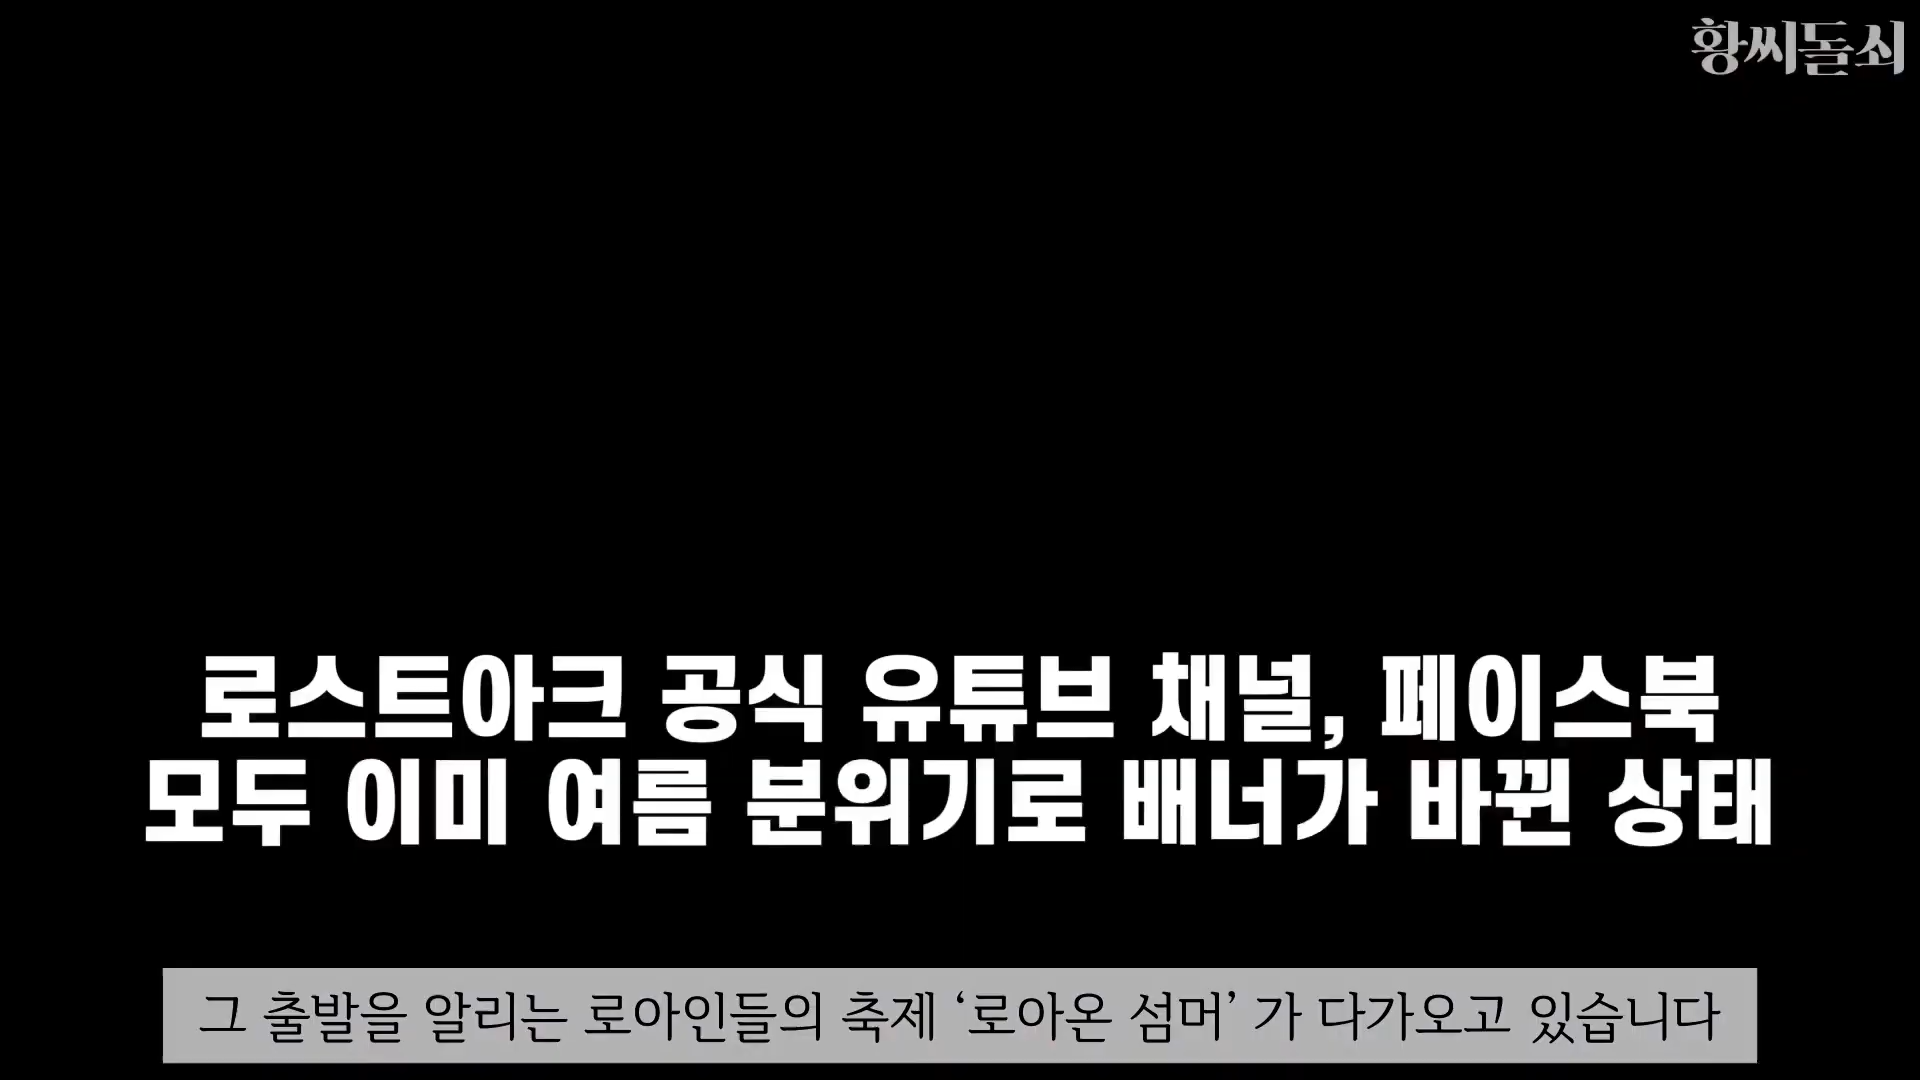 황씨돌쇠
로스트아크 공식 유튜브 채널, 페이스북
모두 이미 여름 분위기로 배너가 바뀐 상태
그 출발을 알리는 로아인들의 축제 ‘로아온 섬머’ 가 다가오고 있습니다